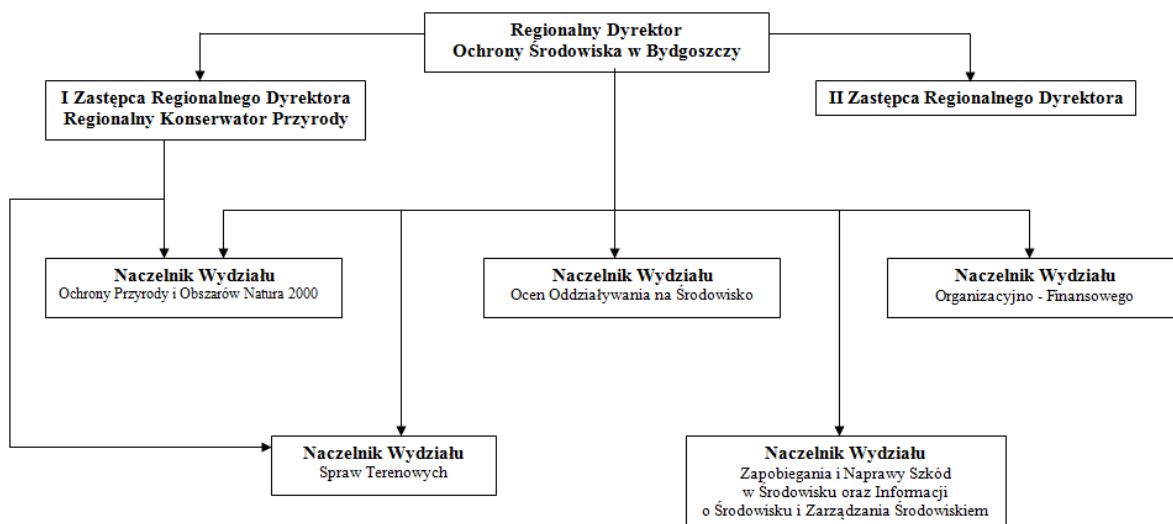 Regionalny Dyrektor
Ochrony Środowiska w Bydgoszczy
I Zastępca Regionalnego Dyrektora
Regionalny Konserwator Przyrody
II Zastępca Regionalnego Dyrektora
Naczelnik Wydziału
Ochrony Przyrody i Obszarów Natura 2000
Naczelnik Wydziału
Ocen Oddziaływania na Środowisko
Naczelnik Wydziału
Organizacyjno - Finansowego
Naczelnik Wydziału
Spraw Terenowych
Naczelnik Wydziału
Zapobiegania i Naprawy Szkód
w Środowisku oraz Informacji
o Środowisku i Zarządzania Środowiskiem